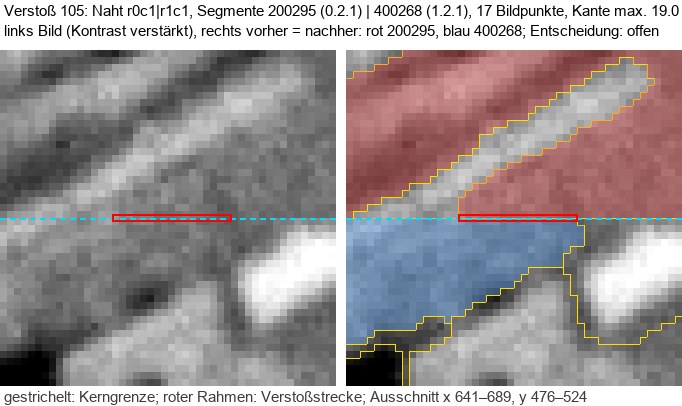 Verstoß 105: Naht r0c1|r1c1, Segmente 200295 (0.2.1) | 400268 (1.2.1), 17 Bildpunkte, Kante max. 19.0
links Bild (Kontrast verstärkt), rechts vorher = nachher: rot 200295, blau 400268; Entscheidung: offen
gestrichelt: Kerngrenze; roter Rahmen: Verstoßstrecke; Ausschnitt x 641–689, y 476–524